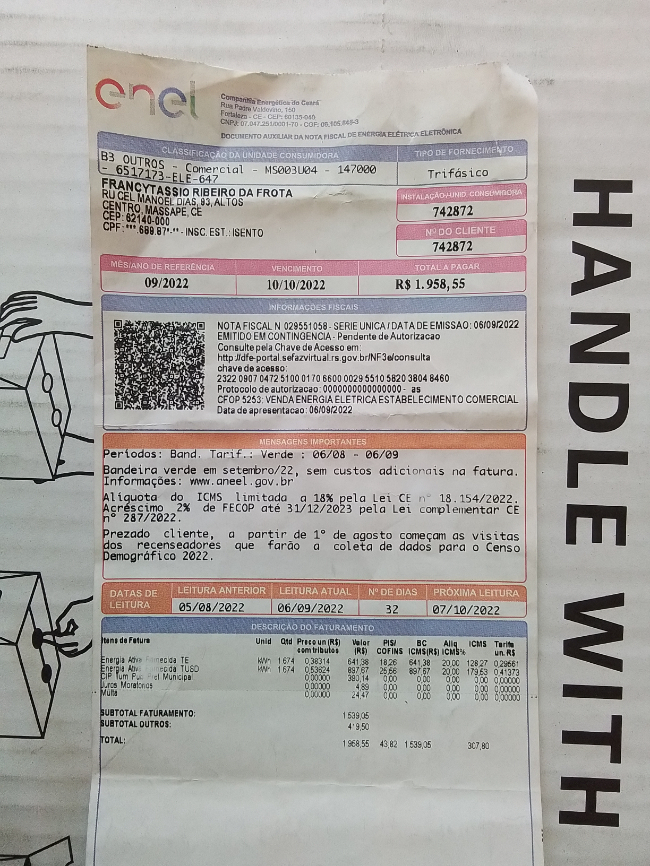 enel
Companhia Energética do Ceará
Rua Padre Valdevino, 150
Fortaleza - CE - CEP: 60135-040
DOCUMENTO AUXILIAR DA NOTA FISCAL DE ENERGIA ELÉTRICA ELETRÔNICA
CLASSIFICAÇÃO DA UNIDADE CONSUMIDORA
TIPO DE FORNECIMENTO
B3 OUTROS - Comercial - MS003U04 - 147000
- 6517173-ELE-647
Trifásico
FRANCYTASSIO RIBEIRO DA FROTA
RU CEL MANOEL DIAS, 83, ALTOS
CENTRO, MASSAPE, CE
CEP: 62140-000
CPF: ***.689.87*-** - INSC. EST.: ISENTO
INSTALAÇÃO/UNID. CONSUMIDORA
742872
Nº DO CLIENTE
742872
MÊS/ANO DE REFERÊNCIA VENCIMENTO TOTAL A PAGAR
09/2022 10/10/2022 R$ 1.958,55
INFORMAÇÕES FISCAIS
NOTA FISCAL N 029551058 - SERIE UNICA / DATA DE EMISSAO: 06/09/2022
EMITIDO EM CONTINGENCIA - Pendente de Autorizacao
Consulte pela Chave de Acesso em:
http://dfe-portal.sefazvirtual.rs.gov.br/NF3e/consulta
chave de acesso:
2322 0907 0472 5100 0170 6600 0029 5510 5820 3804 8460
Protocolo de autorizacao: 0000000000000000 - as
CFOP 5253: VENDA ENERGIA ELETRICA ESTABELECIMENTO COMERCIAL
Data de apresentacao: 06/09/2022
MENSAGENS IMPORTANTES
Períodos: Band. Tarif.: Verde : 06/08 - 06/09
Bandeira verde em setembro/22, sem custos adicionais na fatura.
Informações: www.aneel.gov.br
Alíquota do ICMS limitada a 18% pela Lei CE nº 18.154/2022.
Acréscimo 2% de FECOP até 31/12/2023 pela Lei complementar CE
nº 287/2022.
Prezado cliente, a partir de 1º de agosto começam as visitas
dos recenseadores que farão a coleta de dados para o Censo
Demográfico 2022.
DATAS DE LEITURA
LEITURA ANTERIOR LEITURA ATUAL Nº DE DIAS PRÓXIMA LEITURA
05/08/2022 06/09/2022 32 07/10/2022
DESCRIÇÃO DO FATURAMENTO
Itens de Fatura Unid Qtd Preco un (R$) com tributos Valor (R$) PIS/COFINS BC ICMS(R$) Aliq ICMS% ICMS Tarifa un. R$
Energia Ativa Fornecida TE kWh 1.674 0,38314 641,38 18,26 641,38 20,00 128,27 0,29561
Energia Ativa Fornecida TUSD kWh 1.674 0,53624 897,67 25,56 897,67 20,00 179,53 0,41373
CIP Ilum Pub Pref Municipal 0,00000 390,14 0,00 0,00 0,00 0,00 0,00000
Juros Moratorios 0,00000 4,89 0,00 0,00 0,00 0,00 0,00000
Multa 0,00000 24,47 0,00 0,00 0,00 0,00 0,00000
SUBTOTAL FATURAMENTO: 1539,05
SUBTOTAL OUTROS: 419,50
TOTAL: 1.958,55 43,82 1.539,05 307,80
HANDLE WITH